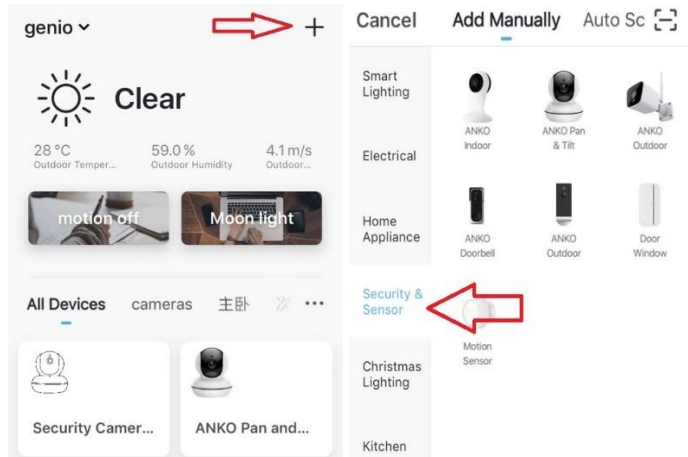 genio
+
Clear
28 °C
59.0 %
4.1 m/s
Outdoor Temper...
Outdoor Humidity
Outdoor...
motion off
Moon light
All Devices
cameras
主卧
次
...
Security Camer...
ANKO Pan and...
Cancel
Add Manually
Auto Sc
Smart
Lighting
Electrical
Home
Appliance
Security &
Sensor
Christmas
Lighting
Kitchen
ANKO
Indoor
ANKO Pan
& Tilt
ANKO
Outdoor
ANKO
Doorbell
ANKO
Outdoor
Door
Window
Motion
Sensor